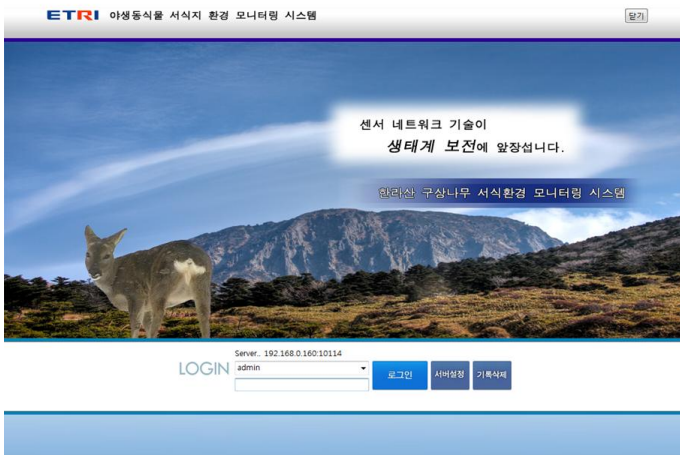 ETRI 야생동식물 서식지 환경 모니터링 시스템
닫기
센서 네트워크 기술이
생태계 보전에 앞장섭니다.
한라산 구상나무 서식환경 모니터링 시스템
Server.. 192.168.0.160:10114
LOGIN admin
로그인 서버설정 기록삭제